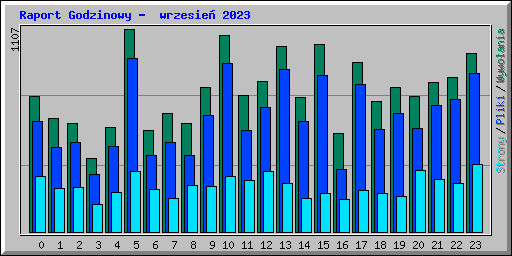 Raport Godzinowy - wrzesień 2023
1107
Strony / Pliki / Wywołania
0 1 2 3 4 5 6 7 8 9 10 11 12 13 14 15 16 17 18 19 20 21 22 23